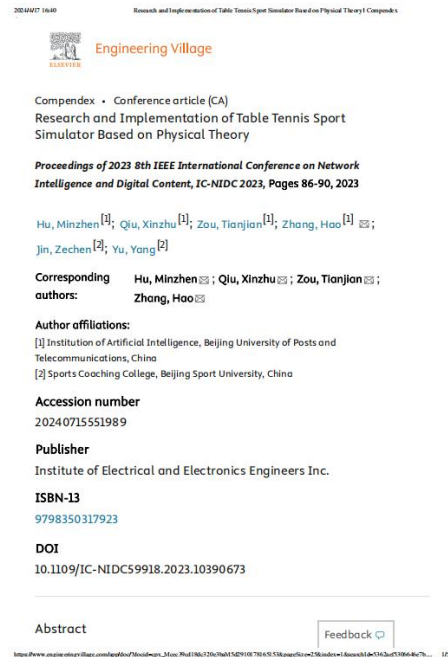 2024/4/17 16:40 Research and Implementation of Table Tennis Sport Simulator Based on Physical Theory | Compendex
ELSEVIER
Engineering Village
Compendex • Conference article (CA)
Research and Implementation of Table Tennis Sport
Simulator Based on Physical Theory
Proceedings of 2023 8th IEEE International Conference on Network
Intelligence and Digital Content, IC-NIDC 2023, Pages 86-90, 2023
Hu, Minzhen [1]; Qiu, Xinzhu [1]; Zou, Tianjian [1]; Zhang, Hao [1] ;
Jin, Zechen [2]; Yu, Yang [2]
Corresponding authors: Hu, Minzhen ; Qiu, Xinzhu ; Zou, Tianjian ;
Zhang, Hao
Author affiliations:
[1] Institution of Artificial Intelligence, Beijing University of Posts and
Telecommunications, China
[2] Sports Coaching College, Beijing Sport University, China
Accession number
20240715551989
Publisher
Institute of Electrical and Electronics Engineers Inc.
ISBN-13
9798350317923
DOI
10.1109/IC-NIDC59918.2023.10390673
Abstract
Feedback